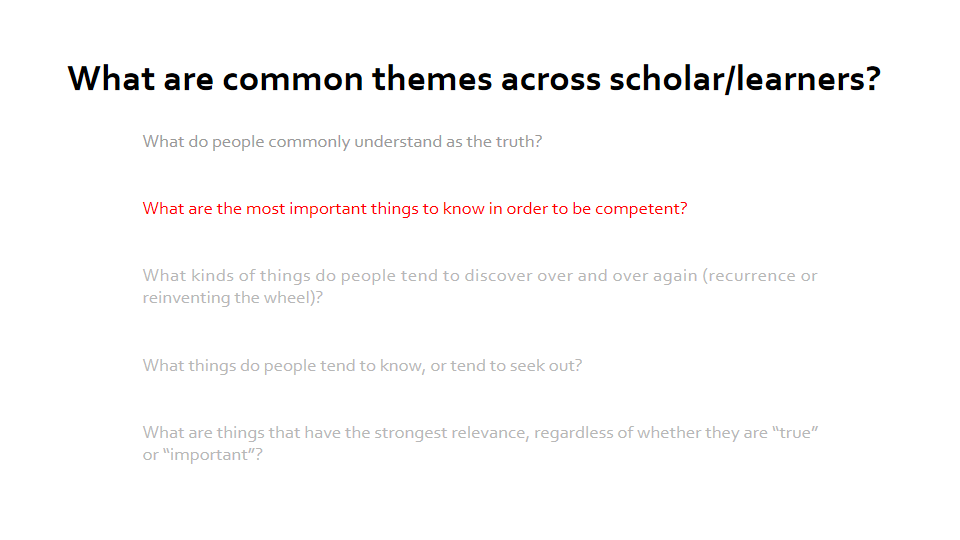 What are common themes across scholar/learners?
What do people commonly understand as the truth?
What are the most important things to know in order to be competent?
What kinds of things do people tend to discover over and over again (recurrence or
reinventing the wheel)?
What things do people tend to know, or tend to seek out?
What are things that have the strongest relevance, regardless of whether they are “true”
or “important”?